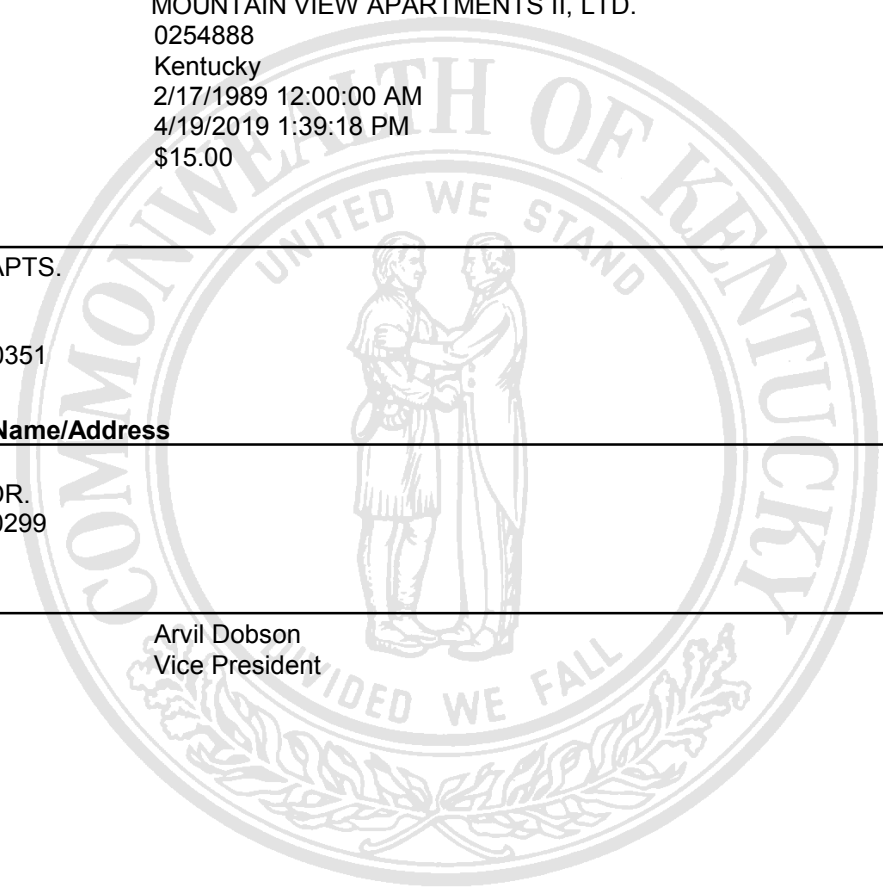 MOUNTAIN VIEW APARTMENTS II, LTD.
0254888
Kentucky
2/17/1989 12:00:00 AM
4/19/2019 1:39:18 PM
$15.00
APTS.
0351
Name/Address
DR.
0299
Arvil Dobson
Vice President
COMMONWEALTH OF KENTUCKY
UNITED WE STAND
DIVIDED WE FALL